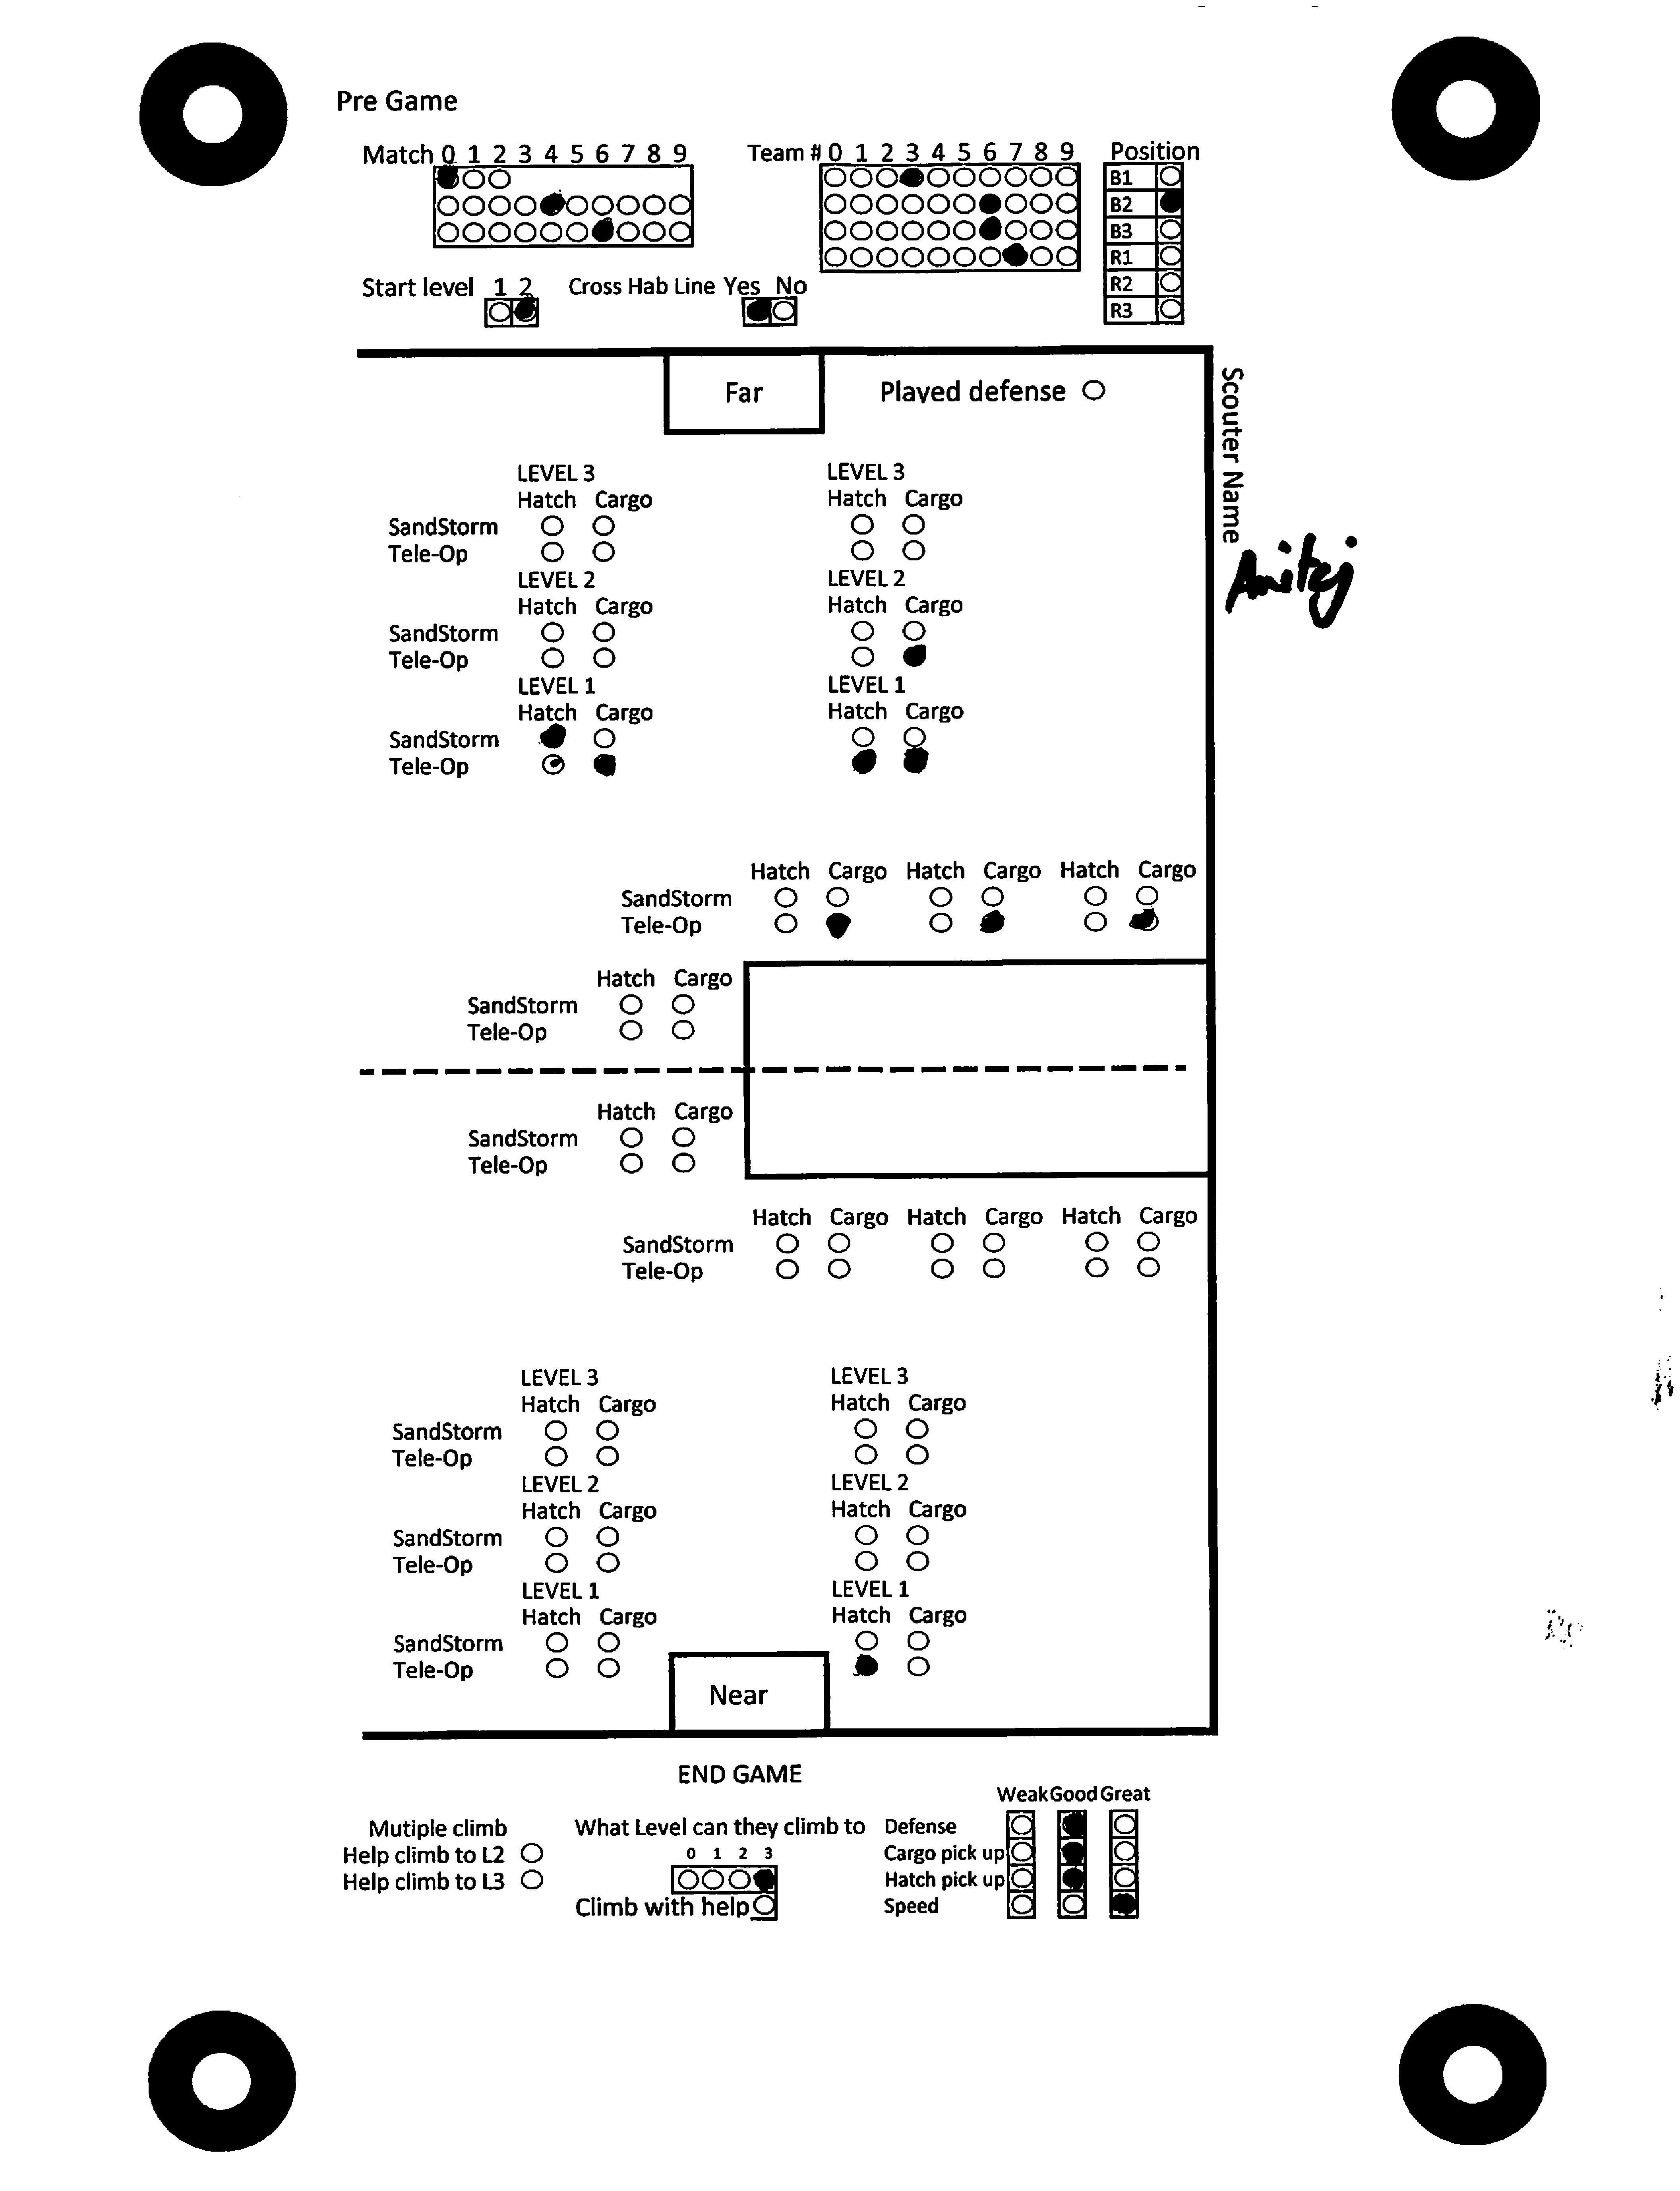 Pre Game
Match 0 1 2 3 4 5 6 7 8 9
Team # 0 1 2 3 4 5 6 7 8 9
Position
B1
B2
B3
R1
R2
R3
Start level 1 2
Cross Hab Line Yes No
Far
Played defense
Scouter Name
Amitej
LEVEL 3 LEVEL 3
Hatch Cargo Hatch Cargo
SandStorm
Tele-Op
LEVEL 2 LEVEL 2
Hatch Cargo Hatch Cargo
SandStorm
Tele-Op
LEVEL 1 LEVEL 1
Hatch Cargo Hatch Cargo
SandStorm
Tele-Op
Hatch Cargo Hatch Cargo Hatch Cargo
SandStorm
Tele-Op
Hatch Cargo
SandStorm
Tele-Op
Hatch Cargo
SandStorm
Tele-Op
Hatch Cargo Hatch Cargo Hatch Cargo
SandStorm
Tele-Op
LEVEL 3 LEVEL 3
Hatch Cargo Hatch Cargo
SandStorm
Tele-Op
LEVEL 2 LEVEL 2
Hatch Cargo Hatch Cargo
SandStorm
Tele-Op
LEVEL 1 LEVEL 1
Hatch Cargo Hatch Cargo
SandStorm
Tele-Op
Near
END GAME
Mutiple climb
Help climb to L2
Help climb to L3
What Level can they climb to
0 1 2 3
Climb with help
Weak Good Great
Defense
Cargo pick up
Hatch pick up
Speed